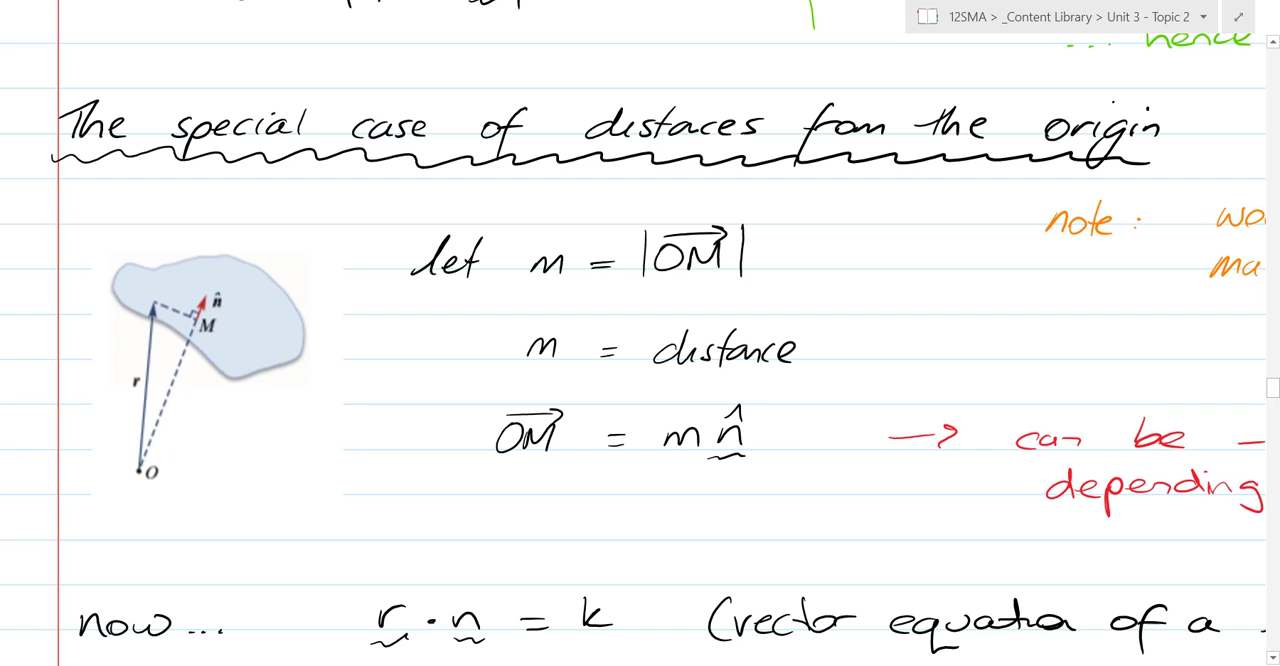 12SMA > _Content Library > Unit 3 - Topic 2
... hence
The special case of distaces from the origin
note :
let m = |OM|
m = distance
OM = m n̂ → can be -
depending
n̂
M
r
O
now... r · n = k (vector equation of a